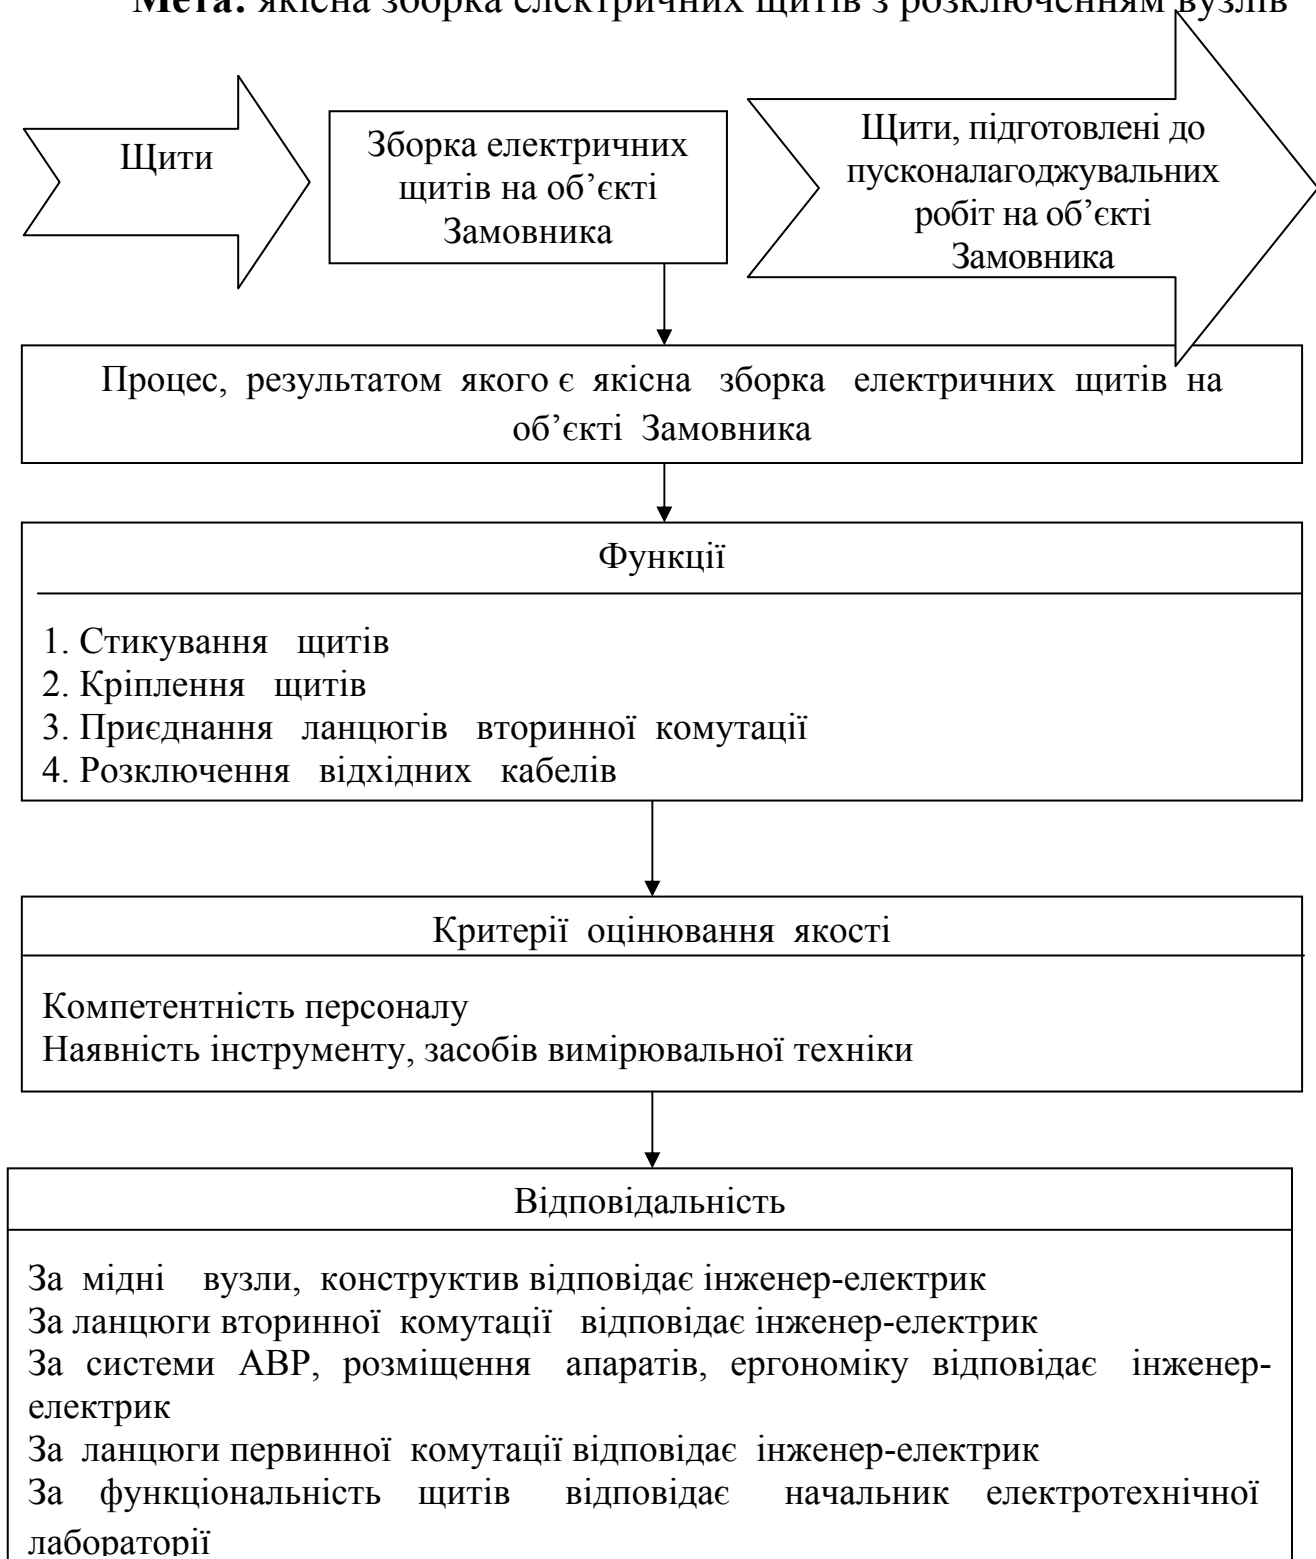 Мета: якісна зборка електричних щитів з розключенням вузлів
Щити
Зборка електричних
щитів на об’єкті
Замовника
Щити, підготовлені до
пусконалагоджувальних
робіт на об’єкті
Замовника
Процес, результатом якого є якісна зборка електричних щитів на
об’єкті Замовника
Функції
1. Стикування щитів
2. Кріплення щитів
3. Приєднання ланцюгів вторинної комутації
4. Розключення відхідних кабелів
Критерії оцінювання якості
Компетентність персоналу
Наявність інструменту, засобів вимірювальної техніки
Відповідальність
За мідні вузли, конструктив відповідає інженер-електрик
За ланцюги вторинної комутації відповідає інженер-електрик
За системи АВР, розміщення апаратів, ергономіку відповідає інженер-
електрик
За ланцюги первинної комутації відповідає інженер-електрик
За функціональність щитів відповідає начальник електротехнічної
лабораторії